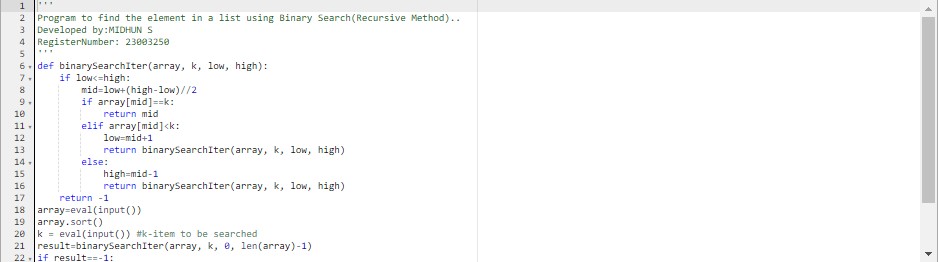 1 '''
2 Program to find the element in a list using Binary Search(Recursive Method)..
3 Developed by:MIDHUN S
4 RegisterNumber: 23003250
5 '''
6 def binarySearchIter(array, k, low, high):
7     if low<=high:
8         mid=low+(high-low)//2
9         if array[mid]==k:
10             return mid
11         elif array[mid]<k:
12             low=mid+1
13             return binarySearchIter(array, k, low, high)
14         else:
15             high=mid-1
16             return binarySearchIter(array, k, low, high)
17     return -1
18 array=eval(input())
19 array.sort()
20 k = eval(input()) #k-item to be searched
21 result=binarySearchIter(array, k, 0, len(array)-1)
22 if result==-1: